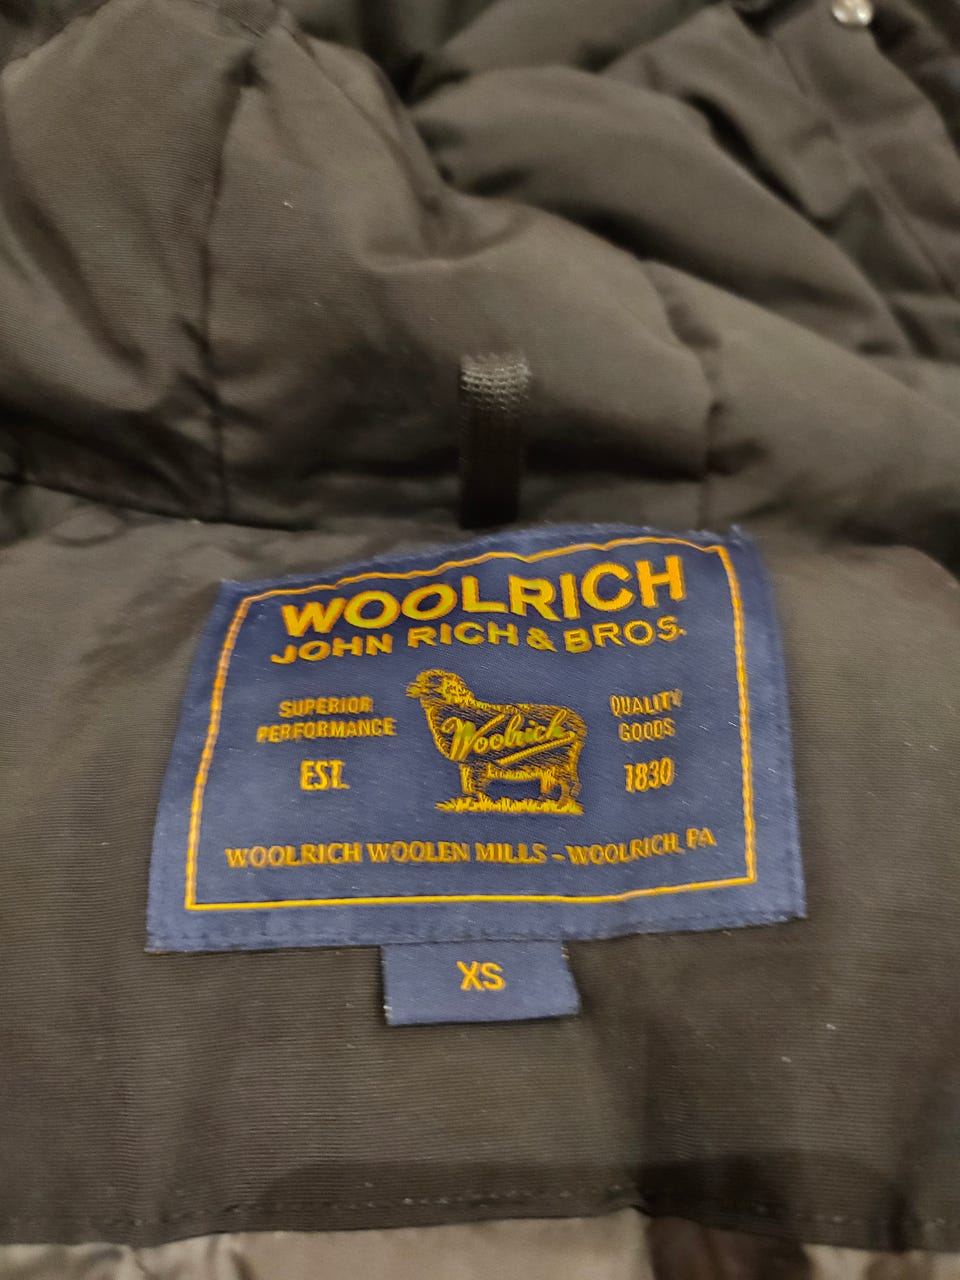 WOOLRICH
JOHN RICH & BROS.
SUPERIOR
PERFORMANCE
EST.
Woolrich
QUALITY
GOODS
1830
WOOLRICH WOOLEN MILLS - WOOLRICH, PA
XS